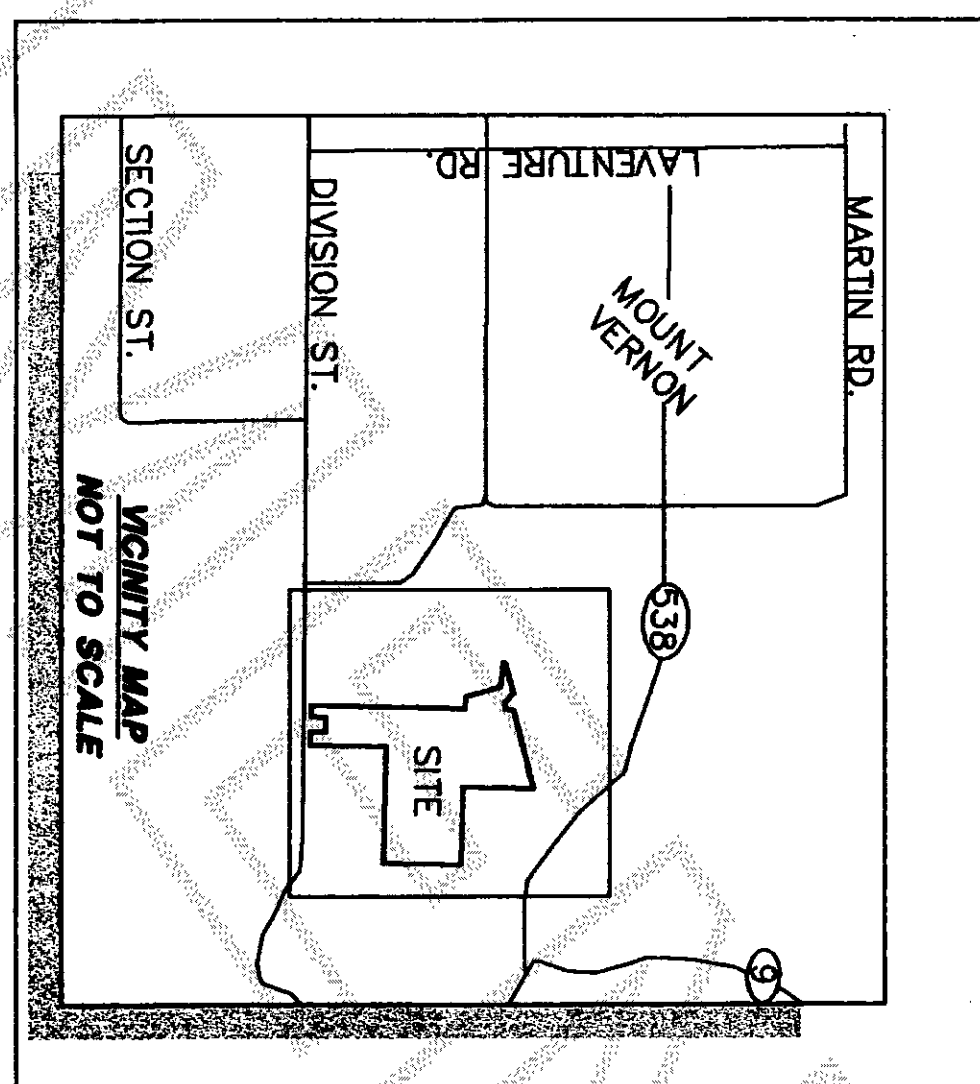 MARTIN RD.
LAVENTURE RD.
MOUNT
VERNON
538
9
DIVISION ST.
SECTION ST.
SITE
VICINITY MAP
NOT TO SCALE